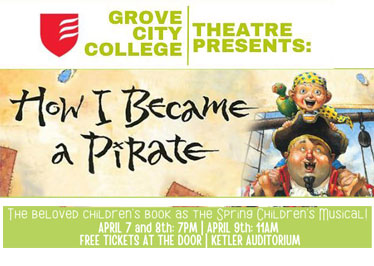 GROVE CITY COLLEGE
THEATRE PRESENTS:
HOW I BECAME
a PiRATE
THE BELOVED CHILDREN'S BOOK AS THE SPRING CHILDREN'S MUSICAL!
APRIL 7 AND 8TH: 7PM | APRIL 9TH: 11AM
FREE TICKETS AT THE DOOR | KETLER AUDITORIUM